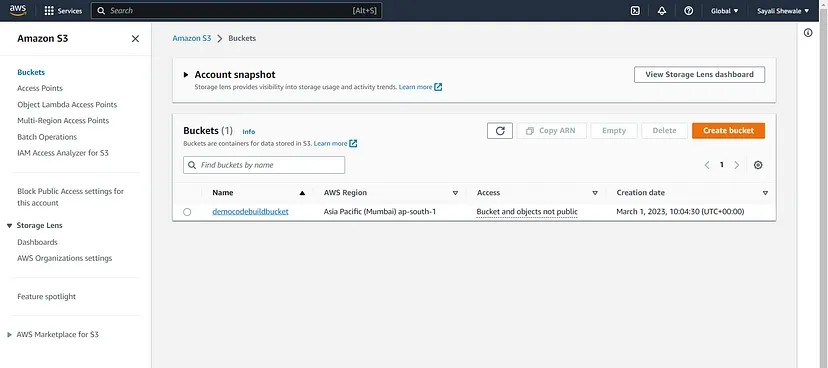 aws Services Search [Alt+S] Global Sayali Shewale
Amazon S3
Buckets
Access Points
Object Lambda Access Points
Multi-Region Access Points
Batch Operations
IAM Access Analyzer for S3
Block Public Access settings for
this account
Storage Lens
Dashboards
AWS Organizations settings
Feature spotlight
AWS Marketplace for S3
Amazon S3 > Buckets
Account snapshot
Storage lens provides visibility into storage usage and activity trends. Learn more
View Storage Lens dashboard
Buckets (1) Info
Buckets are containers for data stored in S3. Learn more
Copy ARN Empty Delete Create bucket
Find buckets by name
1
Name AWS Region Access Creation date
democodebuildbucket Asia Pacific (Mumbai) ap-south-1 Bucket and objects not public March 1, 2023, 10:04:30 (UTC+00:00)